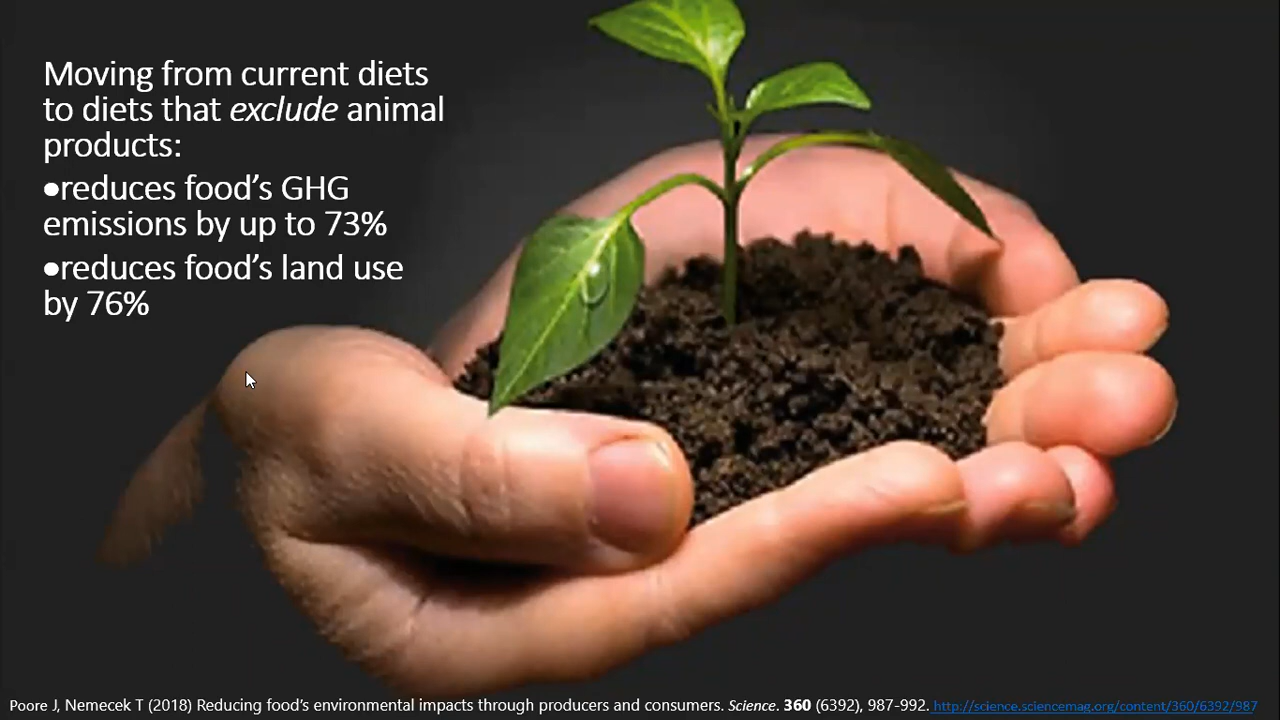 Moving from current diets
to diets that exclude animal
products:
•reduces food’s GHG
emissions by up to 73%
•reduces food’s land use
by 76%
Poore J, Nemecek T (2018) Reducing food’s environmental impacts through producers and consumers. Science. 360 (6392), 987-992. http://science.sciencemag.org/content/360/6392/987